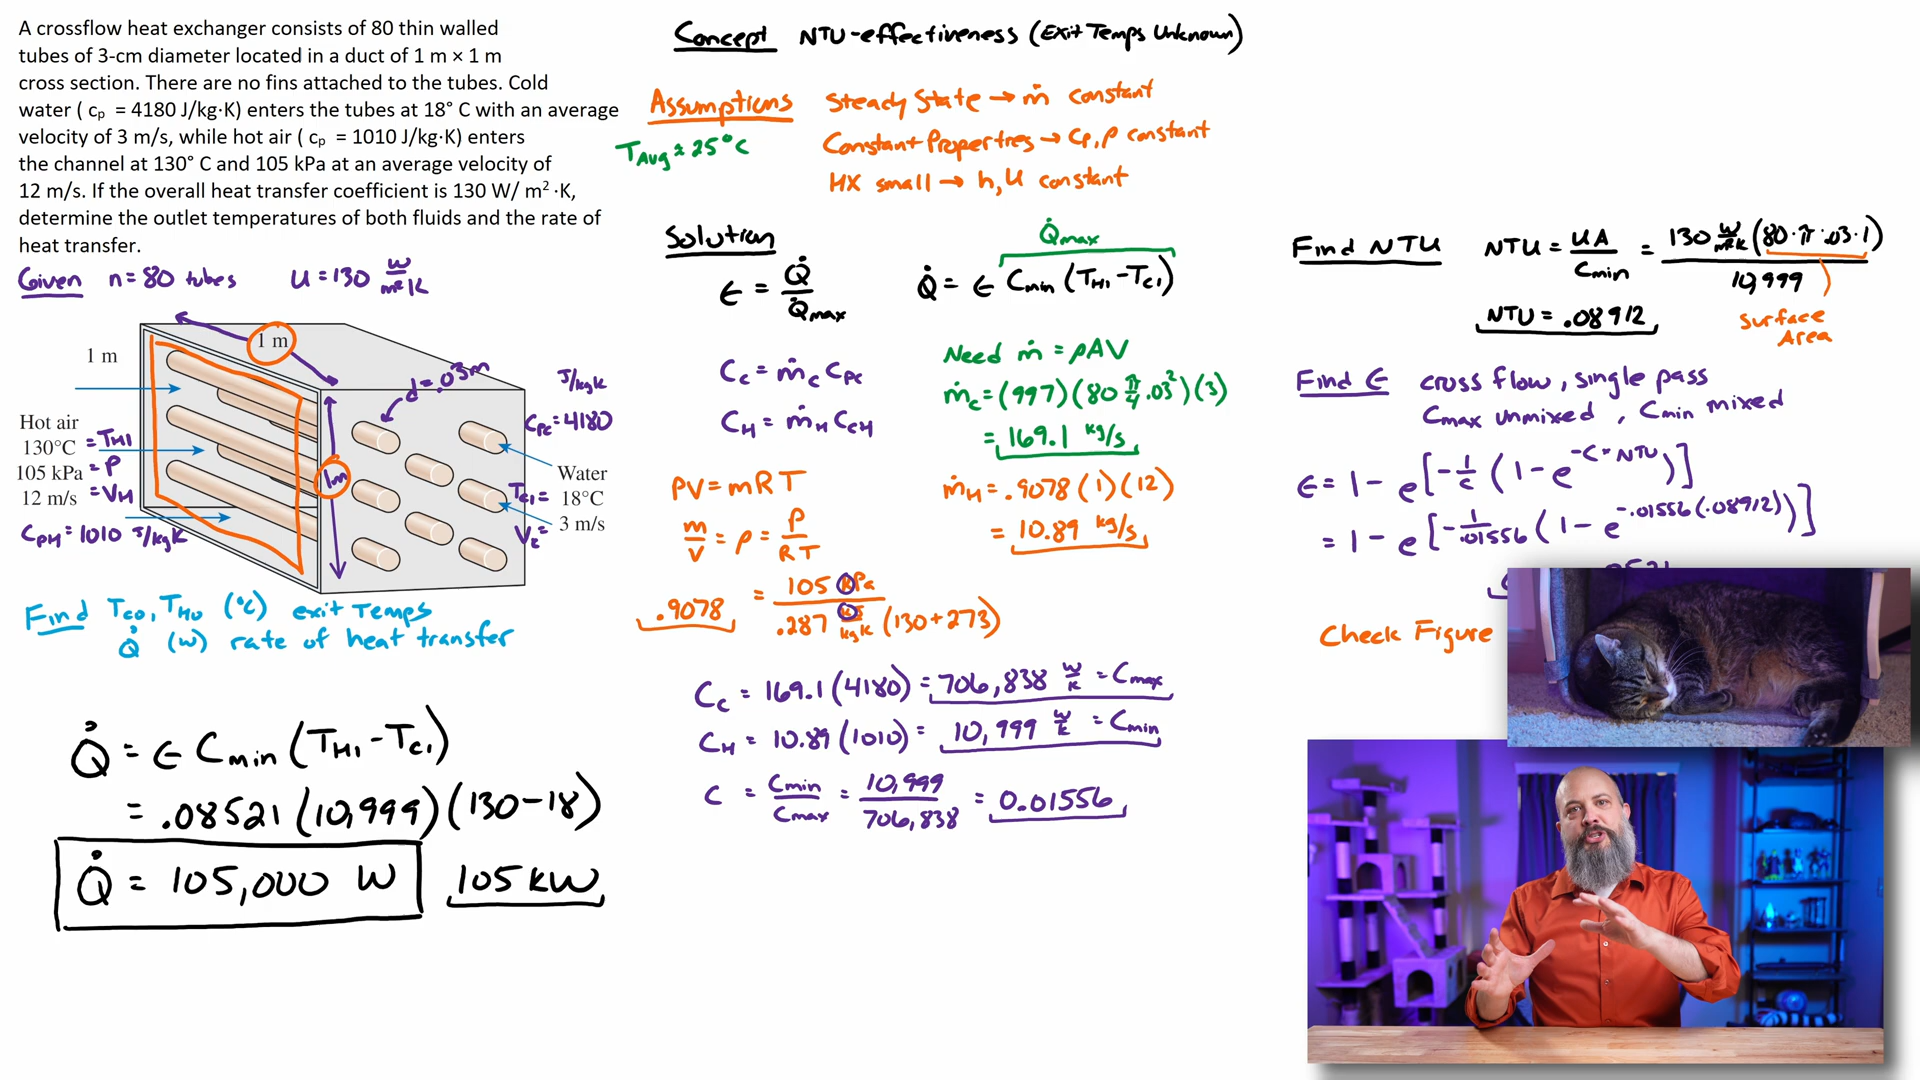 A crossflow heat exchanger consists of 80 thin walled
tubes of 3-cm diameter located in a duct of 1 m × 1 m
cross section. There are no fins attached to the tubes. Cold
water ( cₚ = 4180 J/kg·K) enters the tubes at 18° C with an average
velocity of 3 m/s, while hot air ( cₚ = 1010 J/kg·K) enters
the channel at 130° C and 105 kPa at an average velocity of
12 m/s. If the overall heat transfer coefficient is 130 W/ m² ·K,
determine the outlet temperatures of both fluids and the rate of
heat transfer.
Given n = 80 tubes U = 130 W/m²K
1 m
1 m
d = .03m
J/kgK
Cpc = 4180
Hot air
130°C = TH1
105 kPa = P
12 m/s = VH
CpH = 1010 J/kgK
1m
Water
Tc1 = 18°C
Vc = 3 m/s
Find Tco, THo (°C) exit Temps
Q̇ (W) rate of heat transfer
Q̇ = ϵ Cmin (TH1 - Tc1)
= .08521 (10,999) (130 - 18)
Q̇ = 105,000 W 105 kW
Concept NTU-effectiveness (Exit Temps Unknown)
Assumptions Steady State → ṁ constant
TAvg ≈ 25°C
Constant Properties → Cp, ρ constant
HX small → h, U constant
Solution
Q̇max
ϵ = Q̇/Q̇max
Q̇ = ϵ Cmin (TH1 - Tc1)
Cc = ṁc Cpc
CH = ṁH CcH
Need ṁ = ρAV
ṁc = (997)(80 π/4 .03²)(3)
= 169.1 kg/s
PV = mRT
m/V = ρ = P/RT
= 105 kPa / .287 kJ/kgK (130+273)
.9078
ṁH = .9078 (1)(12)
= 10.89 kg/s
Cc = 169.1 (4180) = 706,838 W/K = Cmax
CH = 10.89 (1010) = 10,999 W/K = Cmin
C = Cmin/Cmax = 10,999/706,838 = 0.01556
Find NTU NTU = UA/Cmin = 130 W/m²K (80·π·.03·1) / 10,999
NTU = .08912
Surface
Area
Find ϵ cross flow, single pass
Cmax unmixed, Cmin mixed
ϵ = 1 - e[-1/c (1 - e^-C*NTU)]
= 1 - e[-1/.01556 (1 - e^-.01556(.08912))]
Check Figure